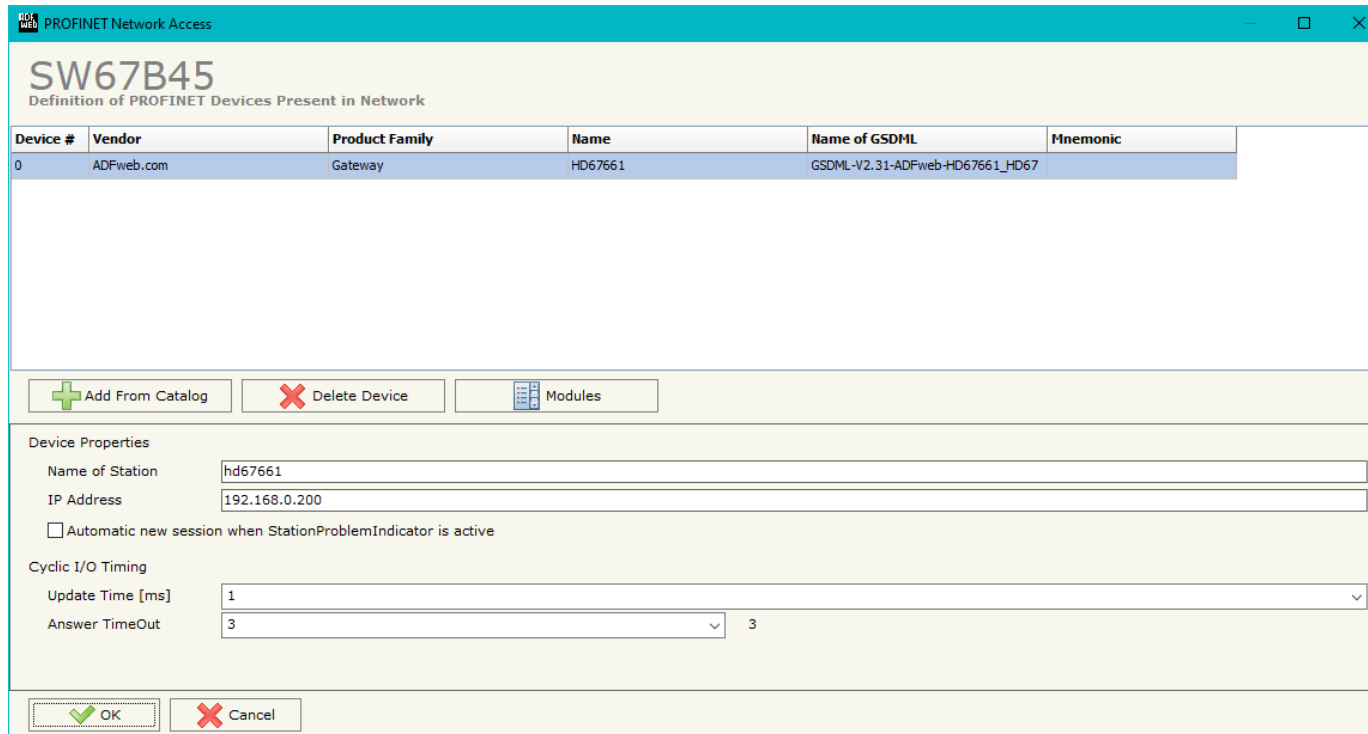 ADF WEB PROFINET Network Access
SW67B45
Definition of PROFINET Devices Present in Network
Device # Vendor Product Family Name Name of GSDML Mnemonic
0 ADFweb.com Gateway HD67661 GSDML-V2.31-ADFweb-HD67661_HD67
Add From Catalog Delete Device Modules
Device Properties
Name of Station hd67661
IP Address 192.168.0.200
Automatic new session when StationProblemIndicator is active
Cyclic I/O Timing
Update Time [ms] 1
Answer TimeOut 3 3
OK Cancel